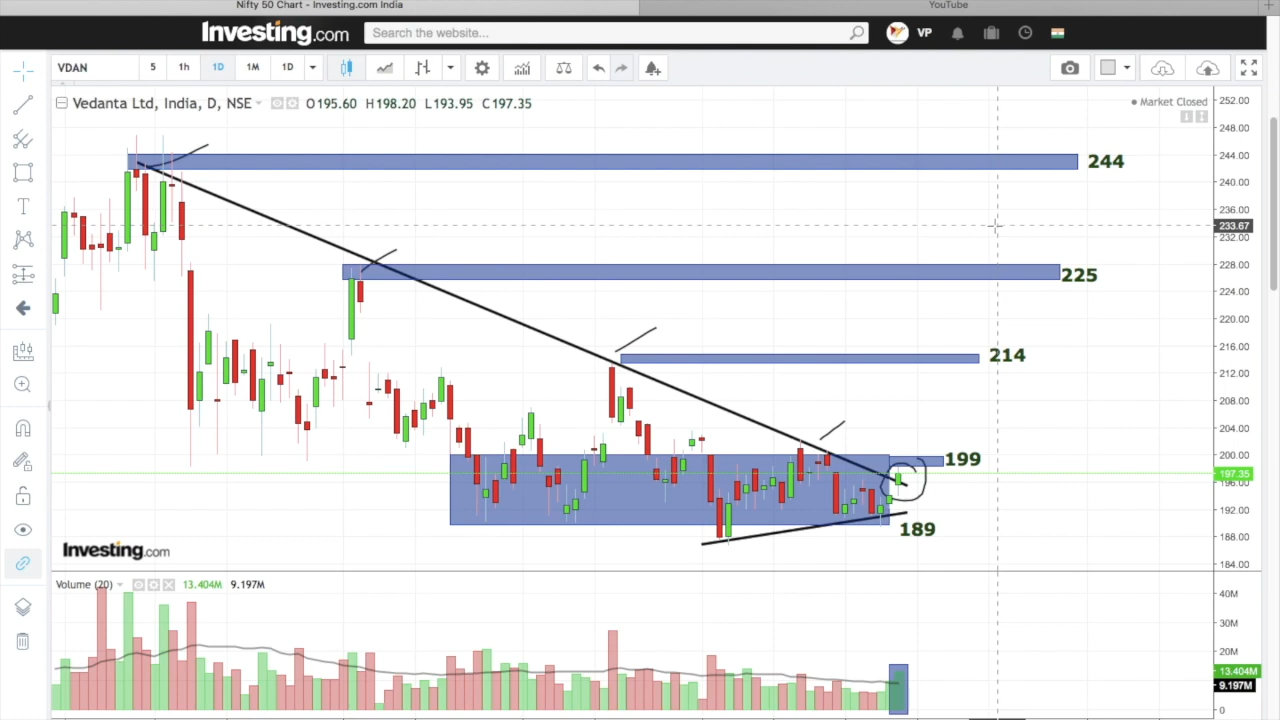 Nifty 50 Chart - Investing.com India
YouTube
Investing.com
Search the website...
VP
VDAN
5
1h
1D
1M
1D
Vedanta Ltd, India, D, NSE
O195.60 H198.20 L193.95 C197.35
Market Closed
252.00
248.00
244.00
244
240.00
236.00
233.67
232.00
228.00
225
224.00
220.00
216.00
214
212.00
208.00
204.00
200.00
199
197.35
196.00
192.00
189
188.00
184.00
Investing.com
Volume (20)
13.404M
9.197M
40M
30M
20M
13.404M
9.197M
0